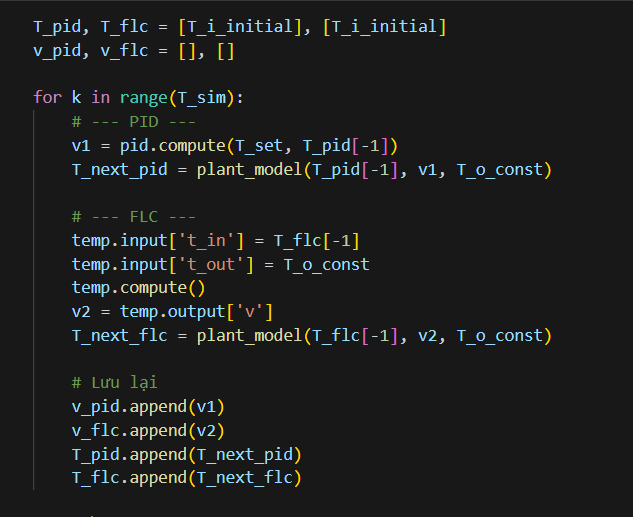 T_pid, T_flc = [T_i_initial], [T_i_initial]
v_pid, v_flc = [], []
for k in range(T_sim):
# --- PID ---
v1 = pid.compute(T_set, T_pid[-1])
T_next_pid = plant_model(T_pid[-1], v1, T_o_const)
# --- FLC ---
temp.input['t_in'] = T_flc[-1]
temp.input['t_out'] = T_o_const
temp.compute()
v2 = temp.output['v']
T_next_flc = plant_model(T_flc[-1], v2, T_o_const)
# Lưu lại
v_pid.append(v1)
v_flc.append(v2)
T_pid.append(T_next_pid)
T_flc.append(T_next_flc)